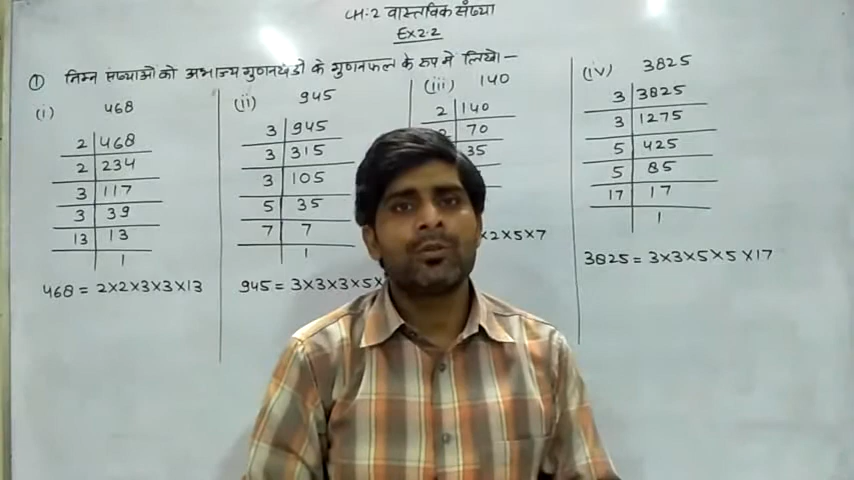 CH:2 वास्तविक संख्या
Ex 2.2
① निम्न संख्याओ को अभाज्य गुणनखंडो के गुणनफल के रूप मे लिखो—
(i) 468
2 468
2 234
3 117
3 39
13 13
1
468 = 2×2×3×3×13
(ii) 945
3 945
3 315
3 105
5 35
7 7
1
945 = 3×3×3×5×
(iii) 140
2 140
2 70
35
×2×5×7
(iv) 3825
3 3825
3 1275
5 425
5 85
17 17
1
3825 = 3×3×5×5×17